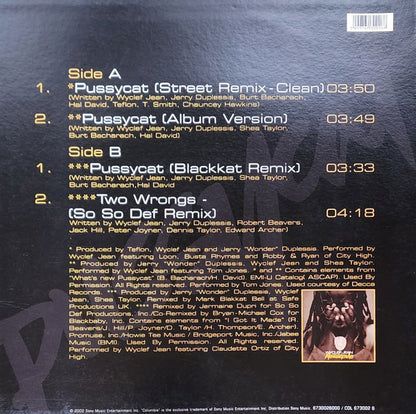 Side A
1. *Pussycat (Street Remix - Clean) 03:50
(Written by Wyclef Jean, Jerry Duplessis, Burt Bacharach,
Hal David, Teflon, T. Smith, Chauncey Hawkins)
2. **Pussycat (Album Version) 03:49
(Written by Wyclef Jean, Jerry Duplessis, Shea Taylor,
Burt Bacharach, Hal David)
Side B
1. ***Pussycat (Blackkat Remix) 03:33
(Written by Wyclef Jean, Jerry Duplessis, Shea Taylor,
Burt Bacharach,Hal David
2. ****Two Wrongs -
(So So Def Remix) 04:18
Written by Wyclef Jean, Jerry Duplessis, Robert Beavers,
Jack Hill, Peter Joyner, Dennis Taylor, Edward Archer)
* Produced by Teflon, Wyclef Jean and Jerry "Wonder" Duplessis. Performed by
Wyclef Jean featuring Loon, Busta Rhymes and Robby & Ryan of City High.
** Produced by Jerry "Wonder" Duplessis, Wyclef Jean and Shea Taylor.
Performed by Wyclef Jean featuring Tom Jones. * and ** Contains elements from
"What's new Pussycat" (B. Bacharach/H. David) EMI-U Catalog ASCAP). Used By
Permission. All Rights reserved. Performed by Tom Jones. Used courtesy of Decca
Records. *** Produced by Jerry "Wonder" Duplessis, Wyclef
Jean, Shea Taylor. Remixed by Mark Blakkat Bell at Safe
Productions UK. **** Remixed by Jermaine Dupri for So So
Def Productions, Inc/Co-Remixed by Bryan-Michael Cox for
Blackbaby, Inc. Contains elements from "I Got It Made" (R.
Beavers/J. Hill/P. Joyner/D. Taylor /H. Thompson/E. Archer).
Promuse, Inc./Howie Tee Music / Bridgeport Music, Inc/Jabee
Music (BMI). Used By Permission. All Rights Reserved.
Performed by Wyclef Jean featuring Claudette Ortiz of City
High.
WYCLEF JEAN
Masquerade
© 2002 Sony Music Entertainment Inc.